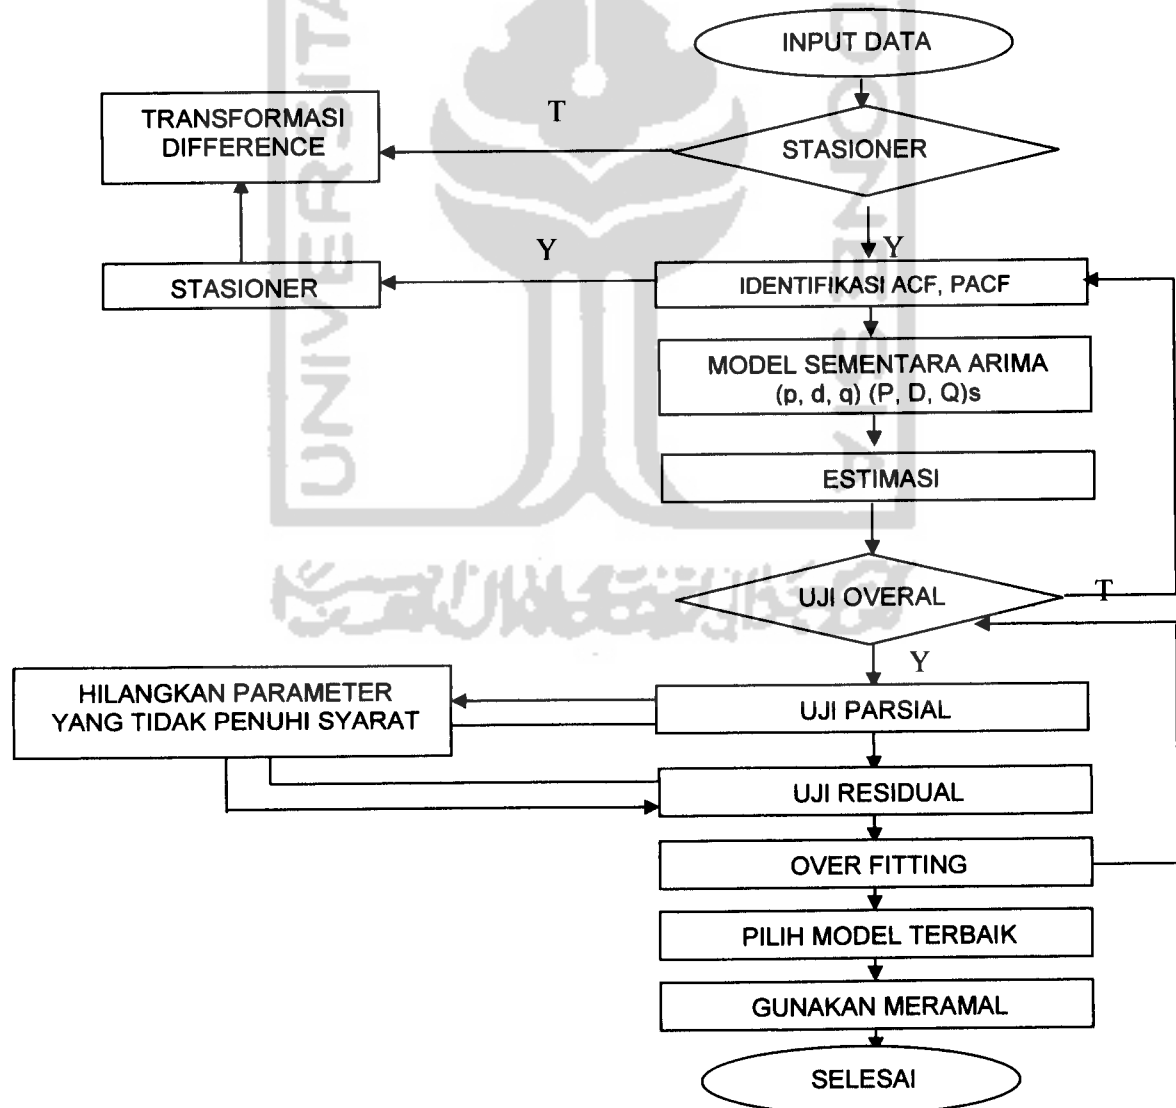 INPUT DATA
TRANSFORMASI
DIFFERENCE
T
STASIONER
Y
Y
STASIONER
IDENTIFIKASI ACF, PACF
MODEL SEMENTARA ARIMA
(p, d, q) (P, D, Q)s
ESTIMASI
UJI OVERAL
T
Y
HILANGKAN PARAMETER
YANG TIDAK PENUHI SYARAT
UJI PARSIAL
UJI RESIDUAL
OVER FITTING
PILIH MODEL TERBAIK
GUNAKAN MERAMAL
SELESAI